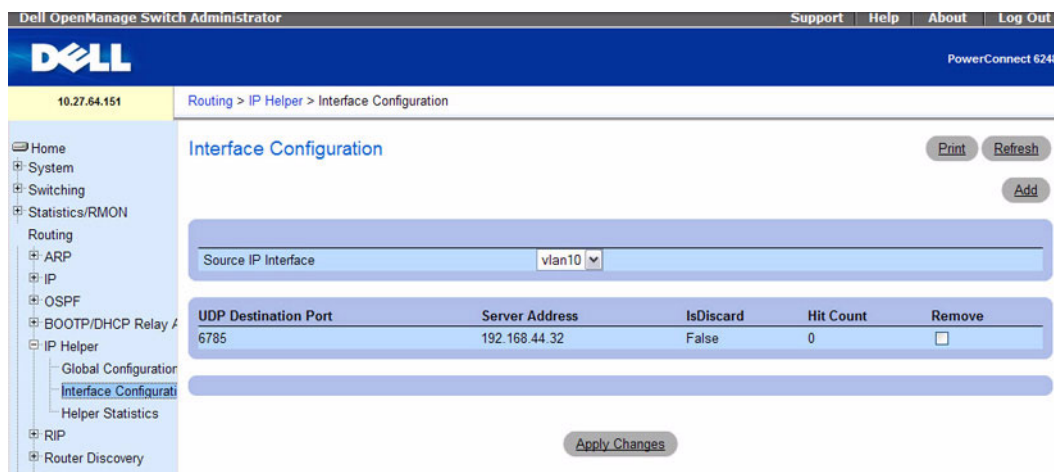 Dell OpenManage Switch Administrator
Support Help About Log Out
DELL
PowerConnect 6248
10.27.64.151
Routing > IP Helper > Interface Configuration
Home
System
Switching
Statistics/RMON
Routing
ARP
IP
OSPF
BOOTP/DHCP Relay A
IP Helper
Global Configuration
Interface Configurati
Helper Statistics
RIP
Router Discovery
Interface Configuration
Print Refresh
Add
Source IP Interface vlan10
UDP Destination Port Server Address IsDiscard Hit Count Remove
6785 192.168.44.32 False 0
Apply Changes